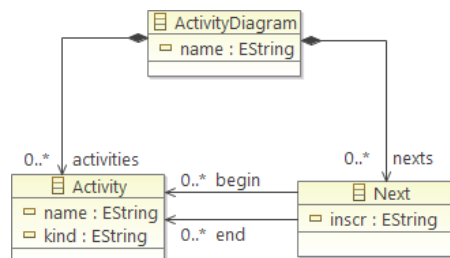 ActivityDiagram
name : EString
0..* activities
0..* nexts
Activity
name : EString
kind : EString
0..* begin
0..* end
Next
inscr : EString